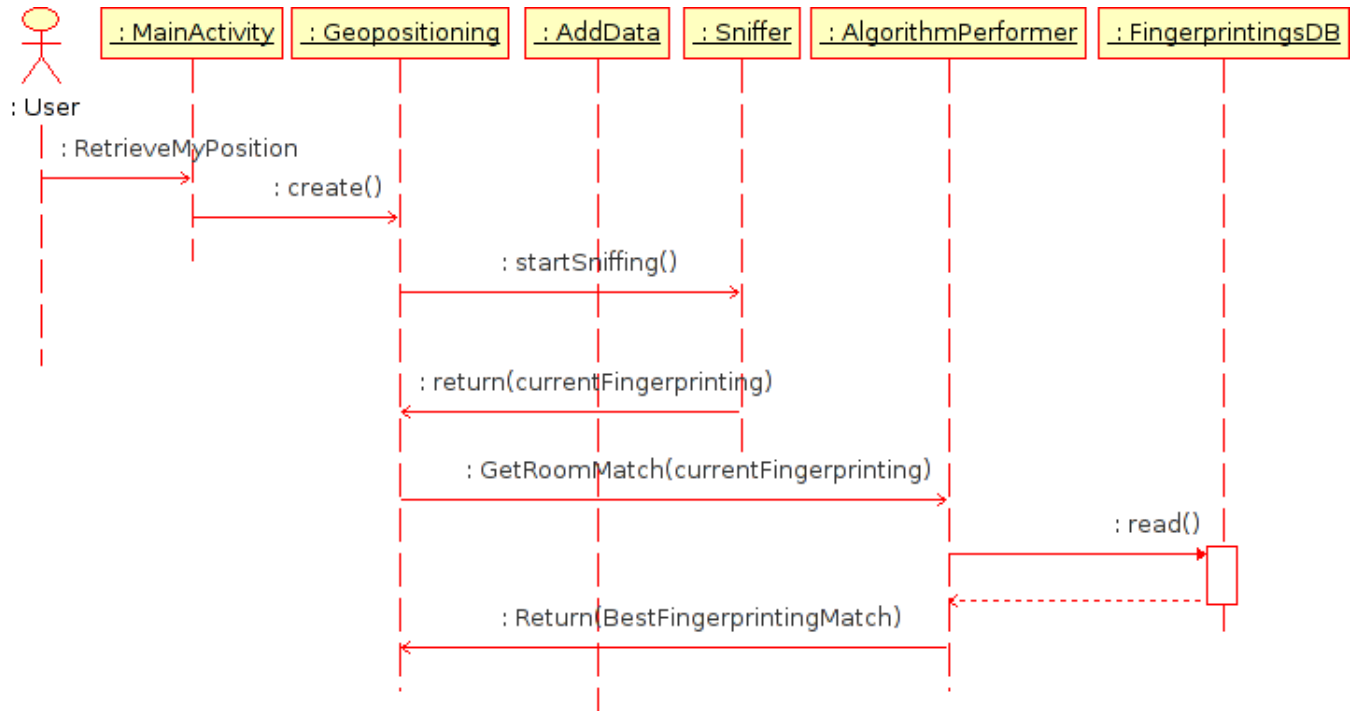 : MainActivity
: Geopositioning
: AddData
: Sniffer
: AlgorithmPerformer
: FingerprintingsDB
: User
: RetrieveMyPosition
: create()
: startSniffing()
: return(currentFingerprinting)
: GetRoomMatch(currentFingerprinting)
: read()
: Return(BestFingerprintingMatch)